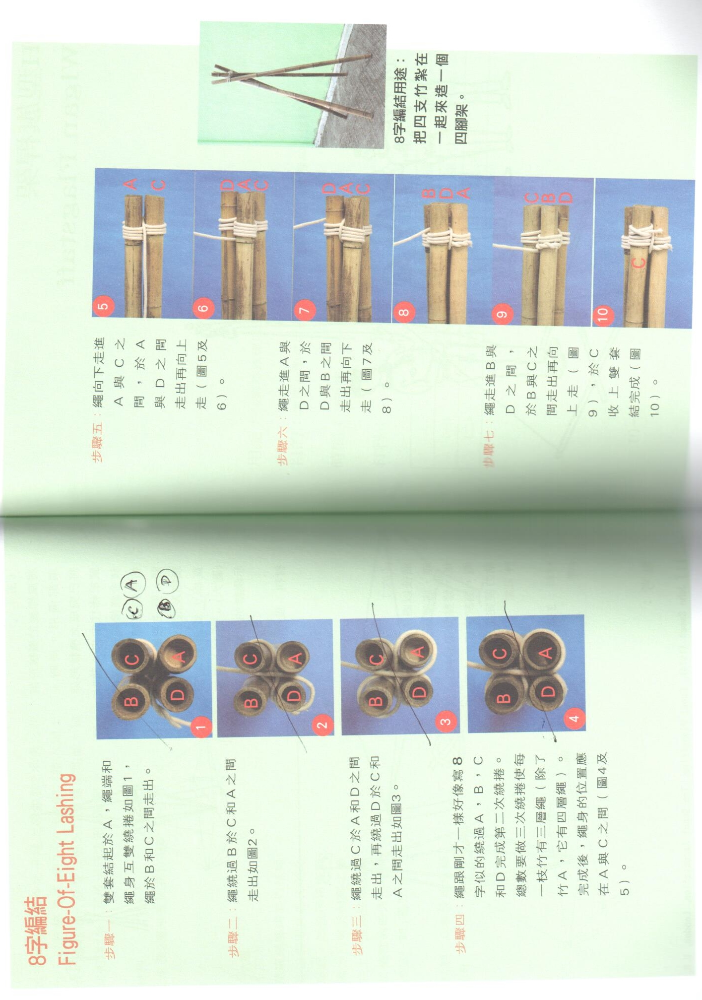 8字編結
Figure-Of-Eight Lashing
步驟一：雙套結起於A，繩端和
繩身互雙繞捲如圖1，
繩於B和C之間走出。
步驟二：繩繞過B於C和A之間
走出如圖2。
步驟三：繩繞過C於A和D之間
走出，再繞過D於C和
A之間走出如圖3。
步驟四：繩跟剛才一樣好像寫8
字似的繞過A，B，C
和D完成第二次繞捲。
總數要做三次繞捲使每
一枝竹有三層繩（除了
竹A，它有四層繩）。
完成後，繩身的位置應
在A與C之間（圖4及
5）。
B C
D A
1
B C
D A
2
B C
D A
3
B C
D A
4
C A
B D
步驟五：繩向下走進
A與C之
間，於A
與D之間
走出再向上
走（圖5及
6）。
步驟六：繩走進A與
D之間，於
D與B之間
走出再向下
走（圖7及
8）。
步驟七：繩走進B與
D之間，
於B與C之
間走出再向
上走（圖
9），於C
收上雙套
結完成（圖
10）。
5
A
C
6
D
A
C
7
D
A
C
8
B
D
A
9
C
B
D
10
C
8字編結用途：
把四支竹紮在
一起來造一個
四腳架。